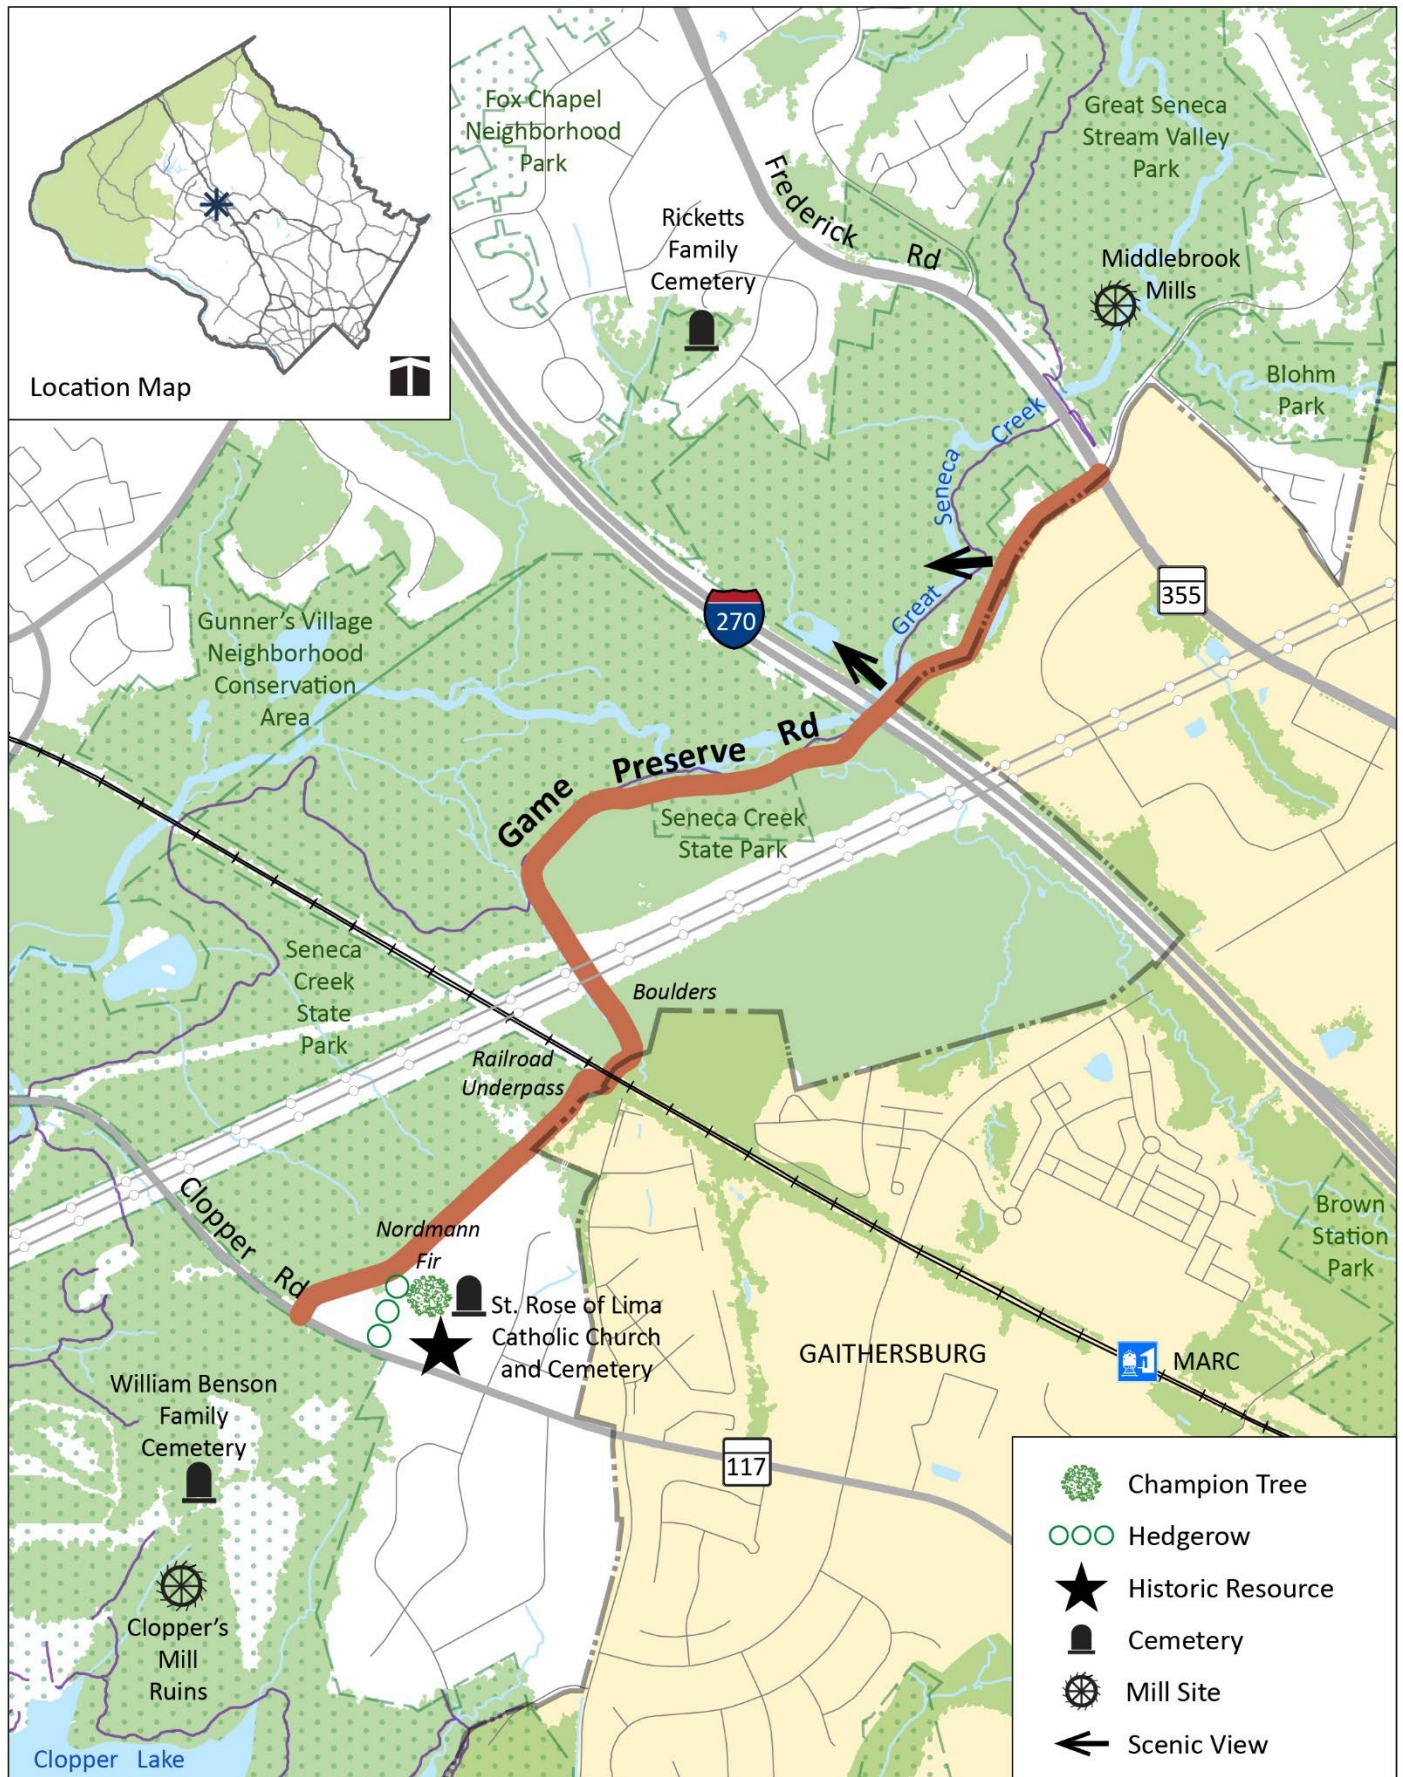 Location Map
Fox Chapel
Neighborhood
Park
Great Seneca
Stream Valley
Park
Frederick Rd
Ricketts
Family
Cemetery
Middlebrook
Mills
Blohm
Park
Great Seneca Creek
355
270
Gunner's Village
Neighborhood
Conservation
Area
Game Preserve Rd
Seneca Creek
State Park
Seneca
Creek
State
Park
Boulders
Railroad
Underpass
Clopper Rd
Nordmann
Fir
St. Rose of Lima
Catholic Church
and Cemetery
Brown
Station
Park
GAITHERSBURG
MARC
William Benson
Family
Cemetery
117
Clopper's
Mill
Ruins
Clopper Lake
Champion Tree
Hedgerow
Historic Resource
Cemetery
Mill Site
Scenic View